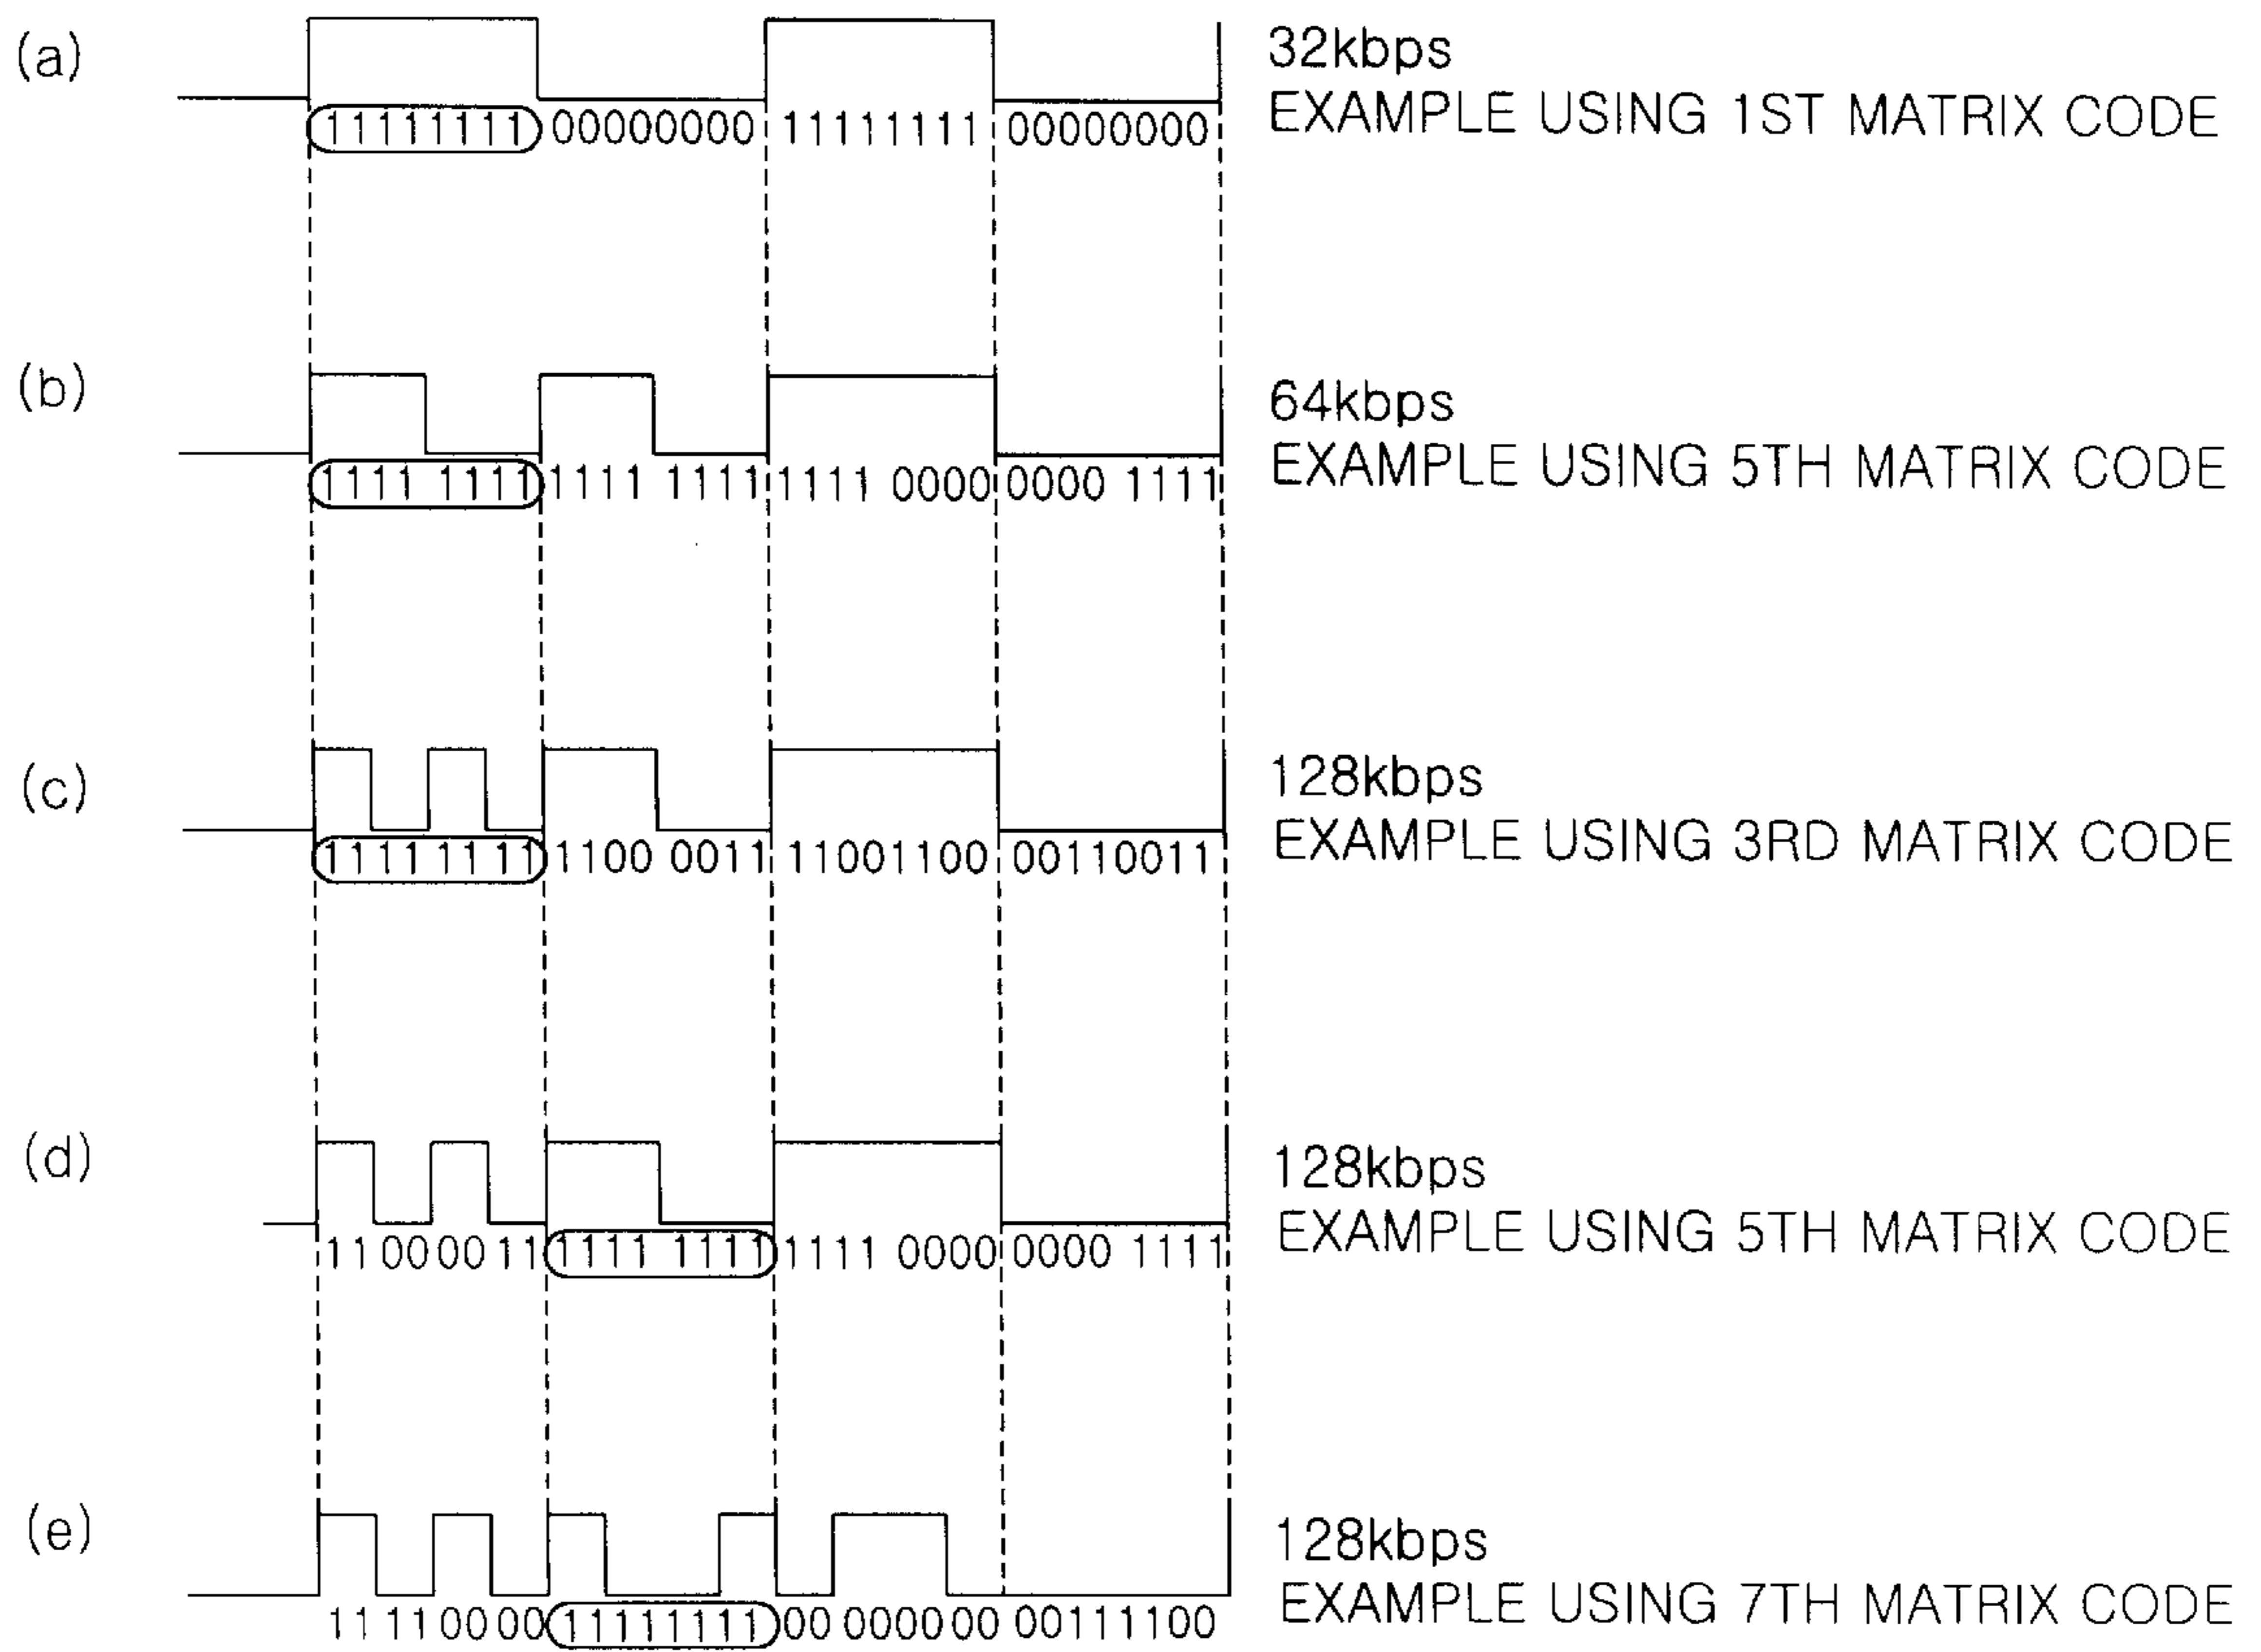 (a)
32kbps
EXAMPLE USING 1ST MATRIX CODE
11111111 00000000 11111111 00000000
(b)
64kbps
EXAMPLE USING 5TH MATRIX CODE
1111 1111 1111 1111 1111 0000 0000 1111
(c)
128kbps
EXAMPLE USING 3RD MATRIX CODE
1111 1111 1100 0011 11001100 00110011
(d)
128kbps
EXAMPLE USING 5TH MATRIX CODE
11000011 1111 1111 1111 0000 0000 1111
(e)
128kbps
EXAMPLE USING 7TH MATRIX CODE
11110000 11111111 00 000000 00111100